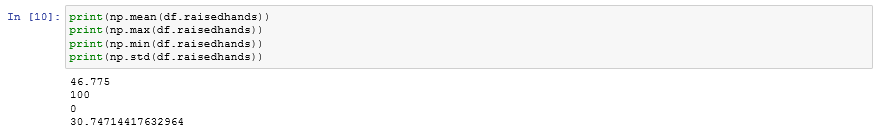 In [10]: print(np.mean(df.raisedhands))
print(np.max(df.raisedhands))
print(np.min(df.raisedhands))
print(np.std(df.raisedhands))
46.775
100
0
30.74714417632964